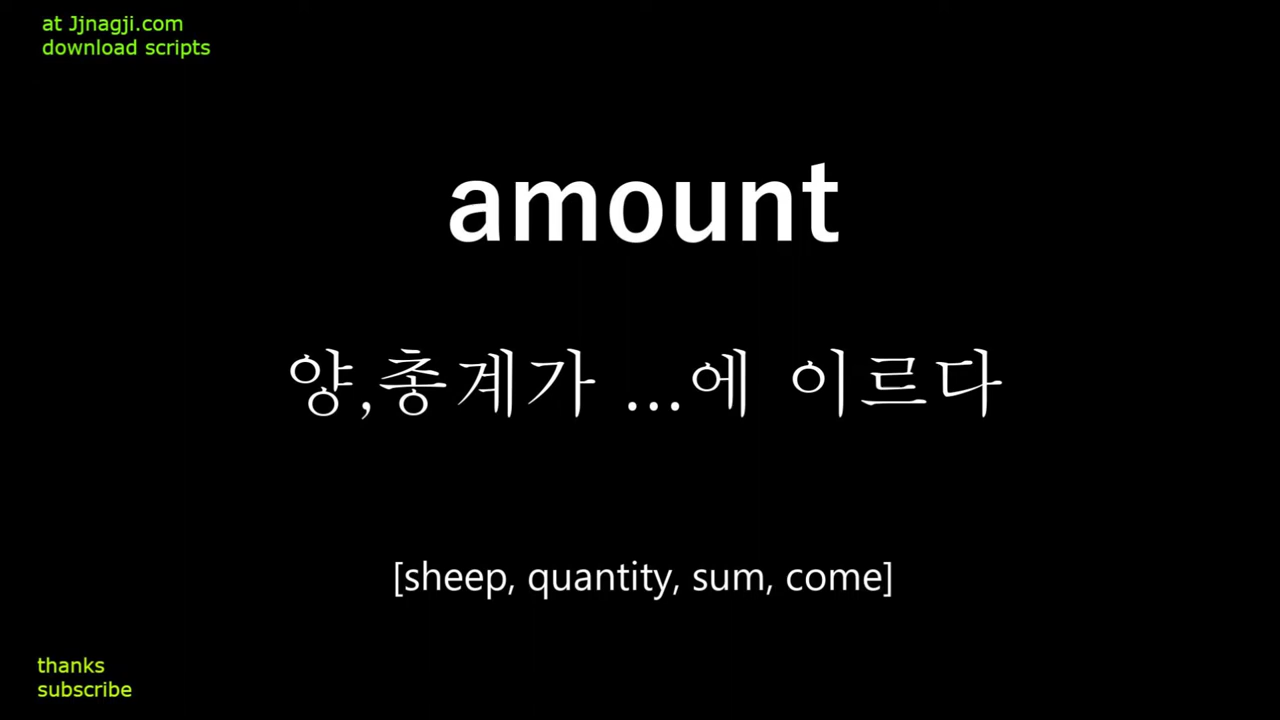 at Jjnagji.com
download scripts
amount
양,총계가 ...에 이르다
[sheep, quantity, sum, come]
thanks
subscribe